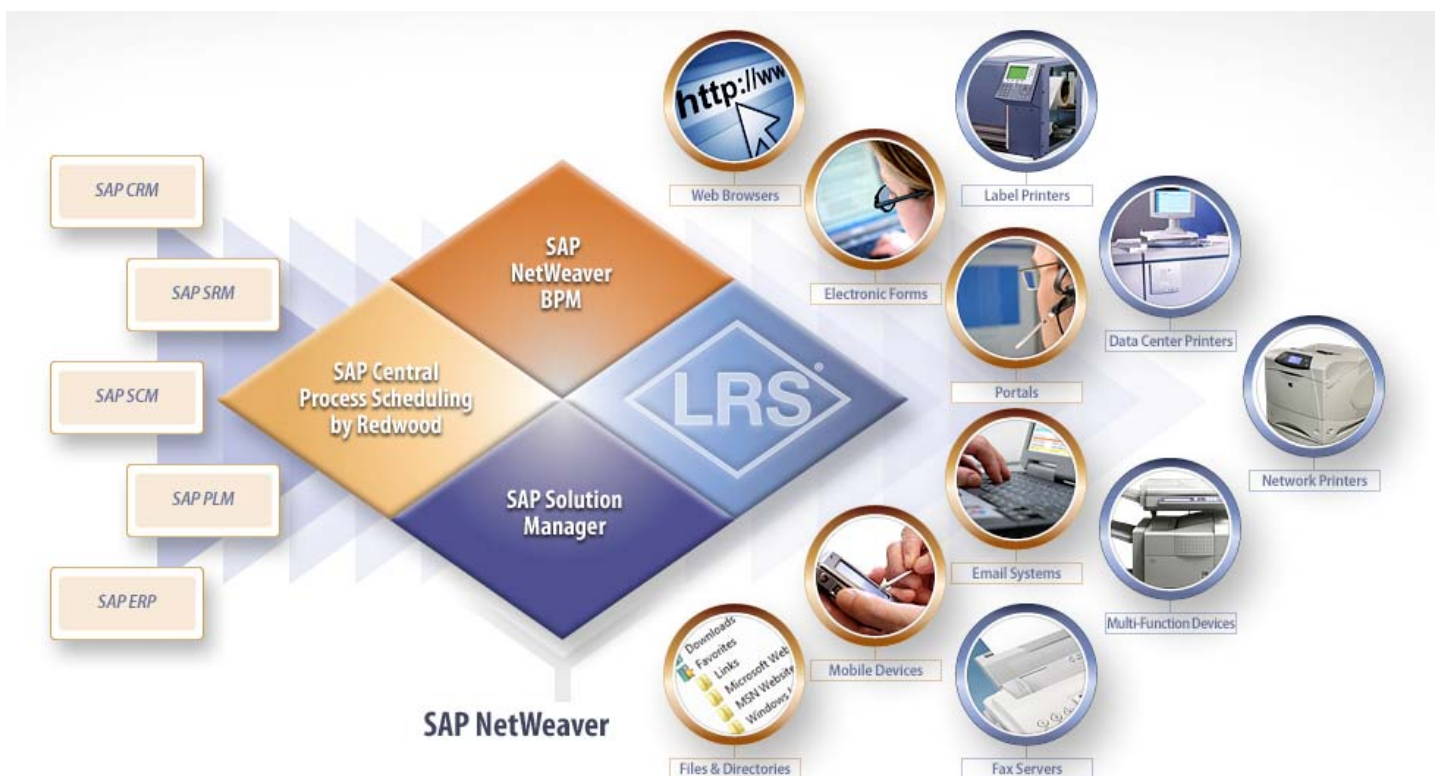 SAP CRM
SAP SRM
SAP SCM
SAP PLM
SAP ERP
SAP
NetWeaver
BPM
SAP Central
Process Scheduling
by Redwood
LRS®
SAP Solution
Manager
SAP NetWeaver
http://ww
Web Browsers
Label Printers
Electronic Forms
Data Center Printers
Portals
Network Printers
Email Systems
Multi-Function Devices
Mobile Devices
Downloads
Favorites
Links
Microsoft Web
MSN Website
Windows
Files & Directories
Fax Servers